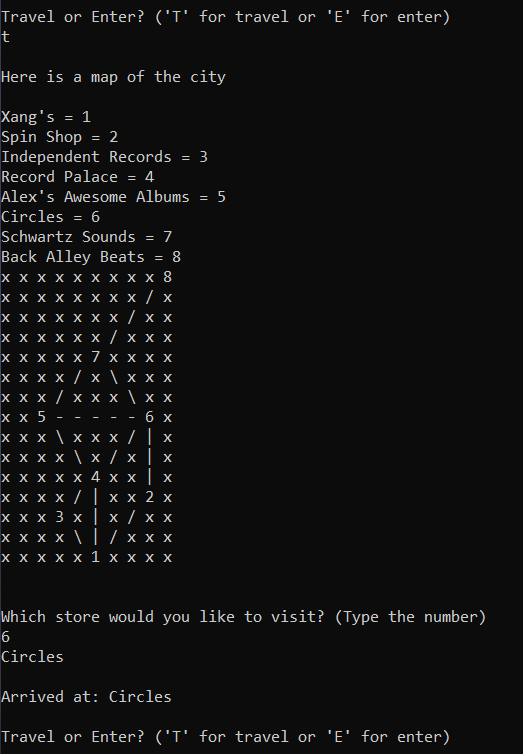 Travel or Enter? ('T' for travel or 'E' for enter)
t
Here is a map of the city
Xang's = 1
Spin Shop = 2
Independent Records = 3
Record Palace = 4
Alex's Awesome Albums = 5
Circles = 6
Schwartz Sounds = 7
Back Alley Beats = 8
x x x x x x x x x 8
x x x x x x x x / x
x x x x x x x / x x
x x x x x x / x x x
x x x x x 7 x x x x
x x x x / x \ x x x
x x x / x x x \ x x
x x 5 - - - - - 6 x
x x x \ x x x / | x
x x x x \ x / x | x
x x x x x 4 x x | x
x x x x / | x x 2 x
x x x 3 x | x / x x
x x x x \ | / x x x
x x x x x 1 x x x x
Which store would you like to visit? (Type the number)
6
Circles
Arrived at: Circles
Travel or Enter? ('T' for travel or 'E' for enter)